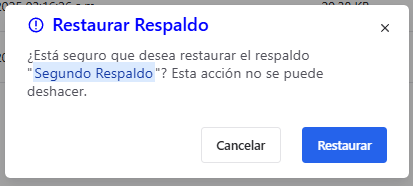 Restaurar Respaldo
¿Está seguro que desea restaurar el respaldo
"Segundo Respaldo"? Esta acción no se puede
deshacer.
Cancelar
Restaurar